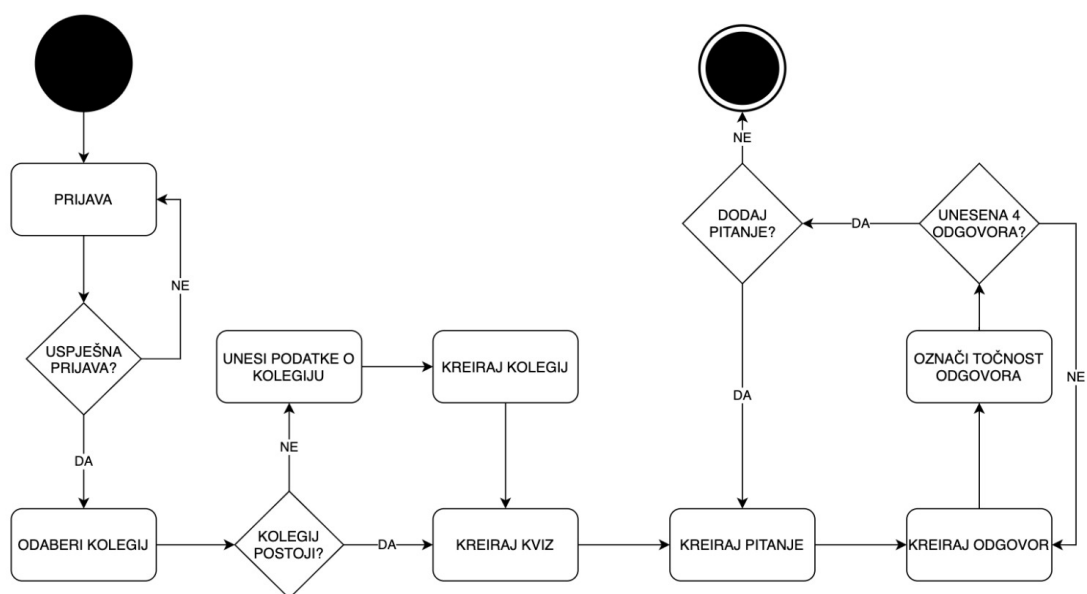 PRIJAVA
NE
USPJEŠNA
PRIJAVA?
DA
ODABERI KOLEGIJ
KOLEGIJ
POSTOJI?
NE
UNESI PODATKE O
KOLEGIJU
KREIRAJ KOLEGIJ
DA
KREIRAJ KVIZ
KREIRAJ PITANJE
KREIRAJ ODGOVOR
OZNAČI TOČNOST
ODGOVORA
UNESENA 4
ODGOVORA?
NE
DA
DODAJ
PITANJE?
DA
NE